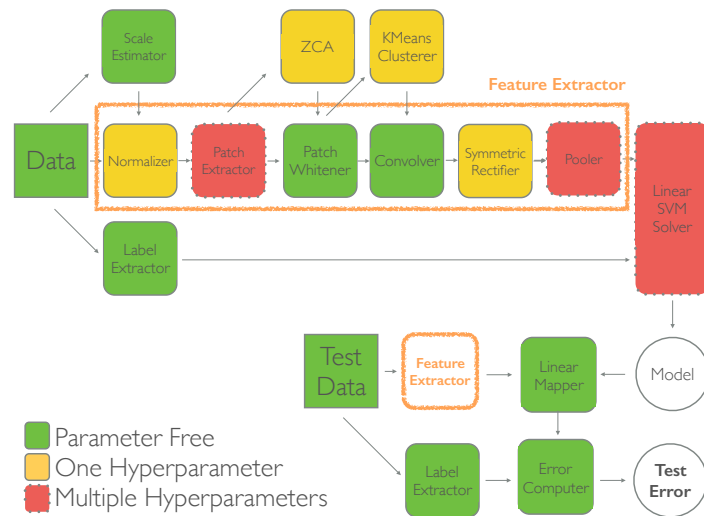 Scale
Estimator
ZCA
KMeans
Clusterer
Feature Extractor
Data
Normalizer
Patch
Extractor
Patch
Whitener
Convolver
Symmetric
Rectifier
Pooler
Linear
SVM
Solver
Label
Extractor
Test
Data
Feature
Extractor
Linear
Mapper
Model
Label
Extractor
Error
Computer
Test
Error
Parameter Free
One Hyperparameter
Multiple Hyperparameters